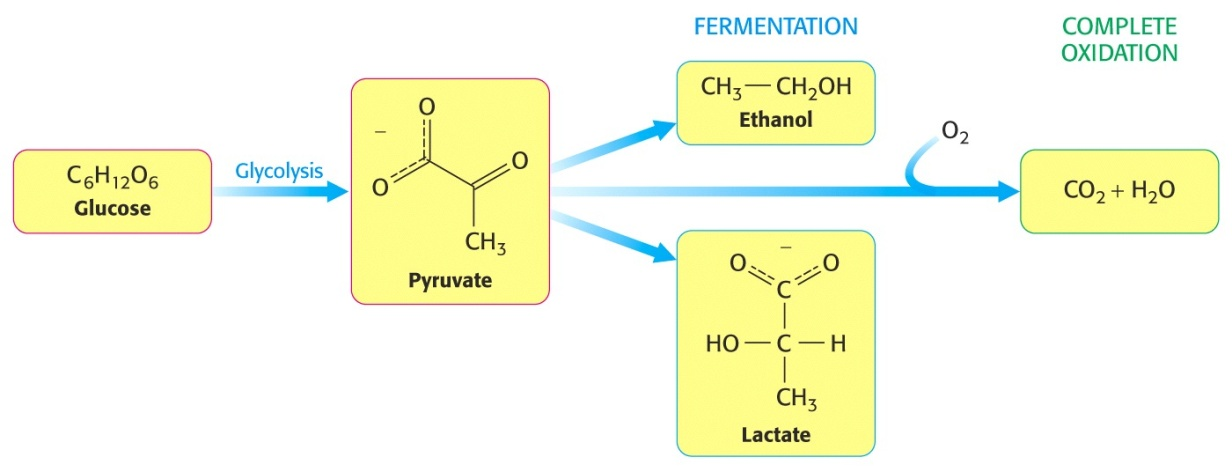 FERMENTATION
COMPLETE
OXIDATION
C₆H₁₂O₆
Glucose
Glycolysis
−
O
O
O
CH₃
Pyruvate
CH₃—CH₂OH
Ethanol
O₂
CO₂ + H₂O
−
O O
C
HO—C—H
CH₃
Lactate